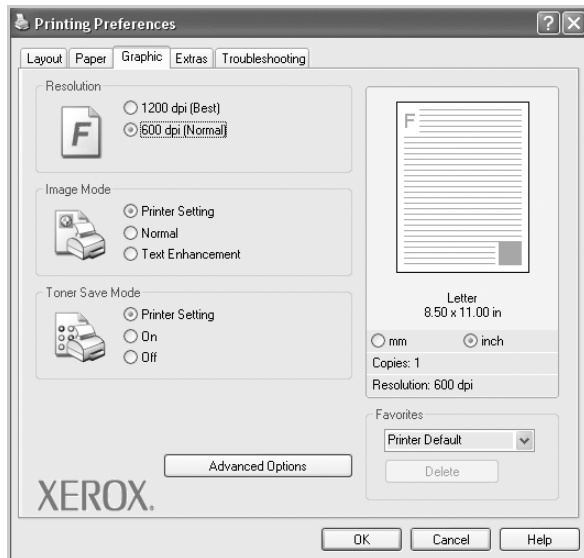 Printing Preferences
Layout Paper Graphic Extras Troubleshooting
Resolution
F
1200 dpi (Best)
600 dpi (Normal)
Image Mode
Printer Setting
Normal
Text Enhancement
Toner Save Mode
Printer Setting
On
Off
Advanced Options
XEROX.
F
Letter
8.50 x 11.00 in
mm inch
Copies: 1
Resolution: 600 dpi
Favorites
Printer Default
Delete
OK Cancel Help